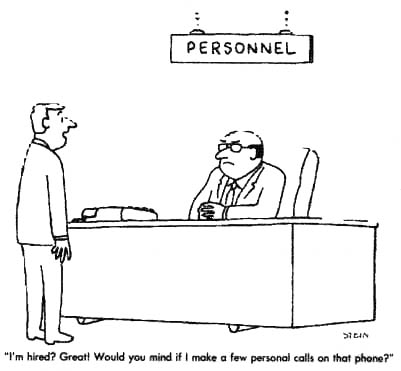 PERSONNEL
STEIN
"I'm hired? Great! Would you mind if I make a few personal calls on that phone?"